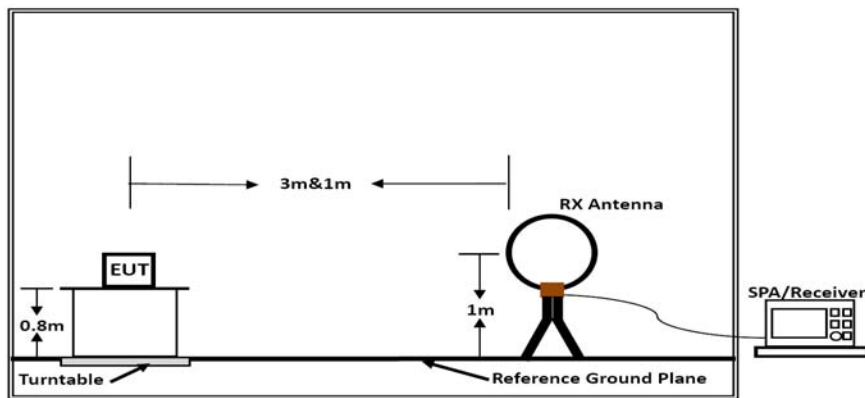 3m&1m
RX Antenna
EUT
SPA/Receiver
0.8m
1m
Turntable
Reference Ground Plane